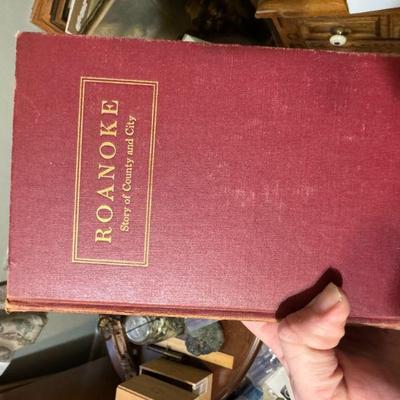 ROANOKE
Story of County and City